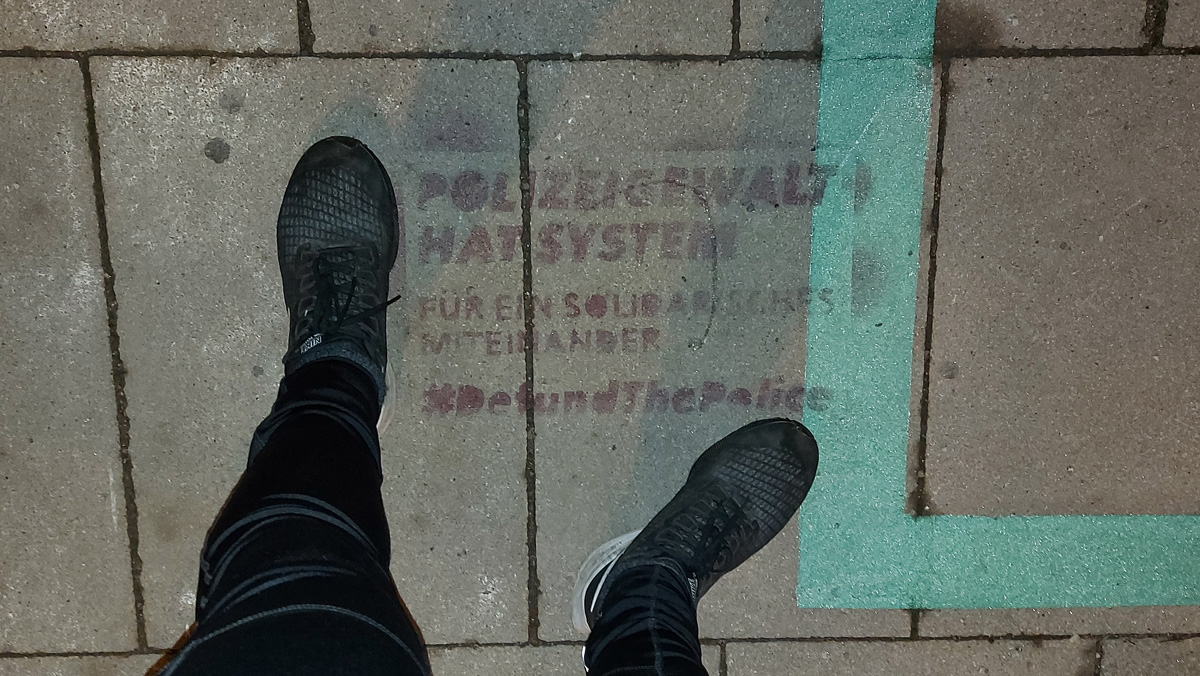 POLIZEIGEWALT
HAT SYSTEM
FÜR EIN SOLIDARISCHES
MITEINANDER
#DefundThePolice